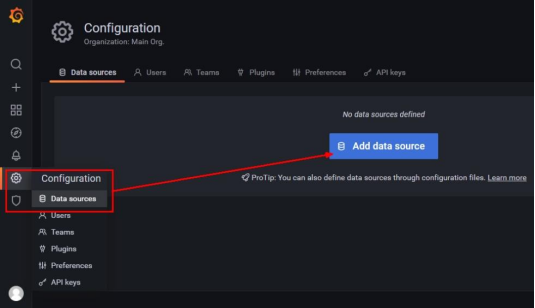 Configuration
Organization: Main Org.
Data sources
Users
Teams
Plugins
Preferences
API keys
No data sources defined
Add data source
ProTip: You can also define data sources through configuration files. Learn more
Configuration
Data sources
Users
Teams
Plugins
Preferences
API keys